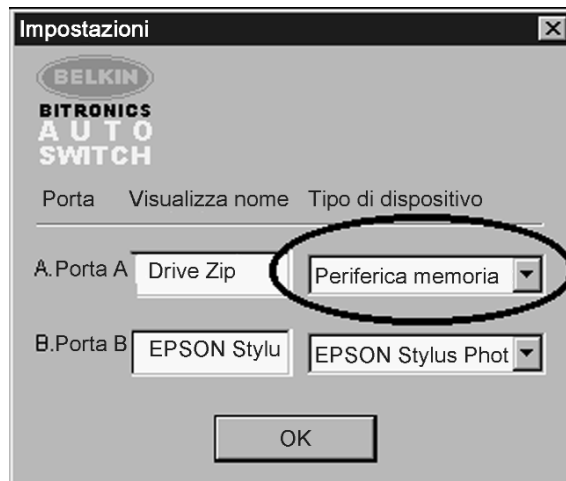 Impostazioni
BELKIN
BITRONICS
AUTO
SWITCH
Porta Visualizza nome Tipo di dispositivo
A.Porta A Drive Zip Periferica memoria
B.Porta B EPSON Stylu EPSON Stylus Phot
OK